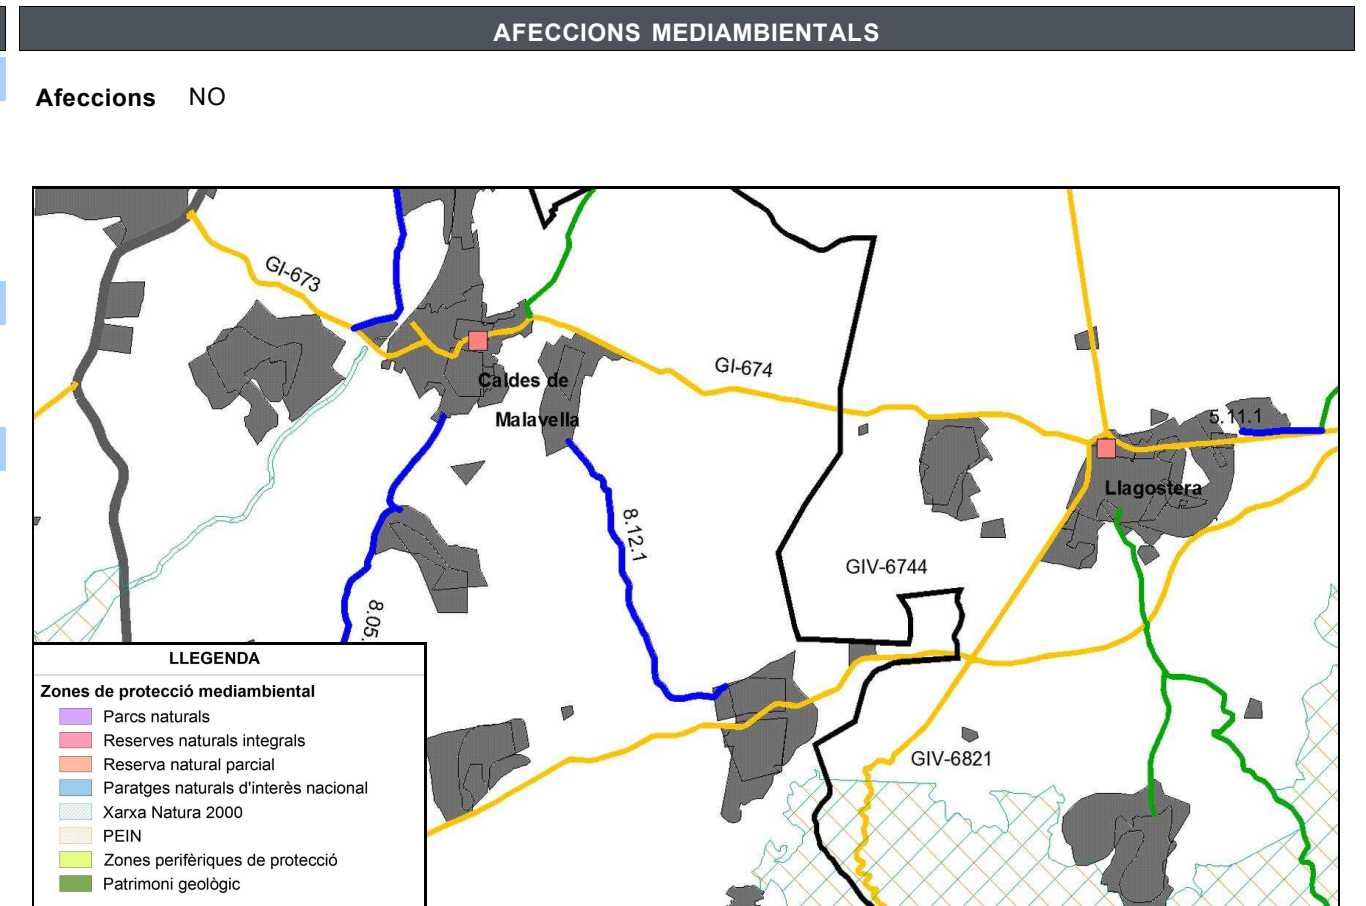 AFECCIONS MEDIAMBIENTALS
Afeccions NO
GI-673
GI-674
Caldes de
Malavella
5.11.1
Llagostera
8.12.1
GIV-6744
8.05.
GIV-6821
LLEGENDA
Zones de protecció mediambiental
Parcs naturals
Reserves naturals integrals
Reserva natural parcial
Paratges naturals d'interès nacional
Xarxa Natura 2000
PEIN
Zones perifèriques de protecció
Patrimoni geològic